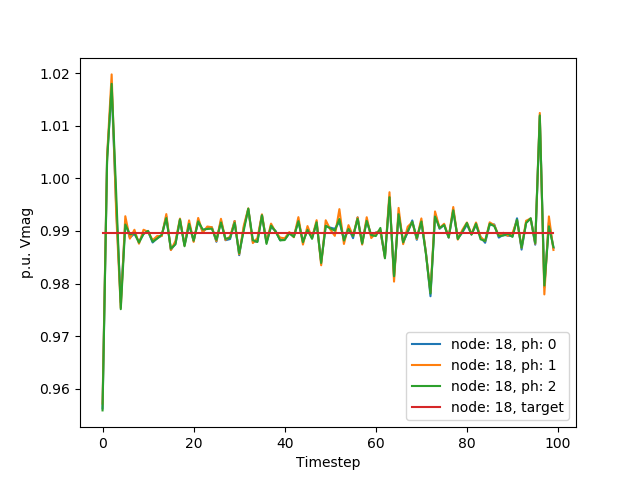 1.02
1.01
1.00
0.99
0.98
0.97
0.96
p.u. Vmag
0
20
40
60
80
100
Timestep
node: 18, ph: 0
node: 18, ph: 1
node: 18, ph: 2
node: 18, target